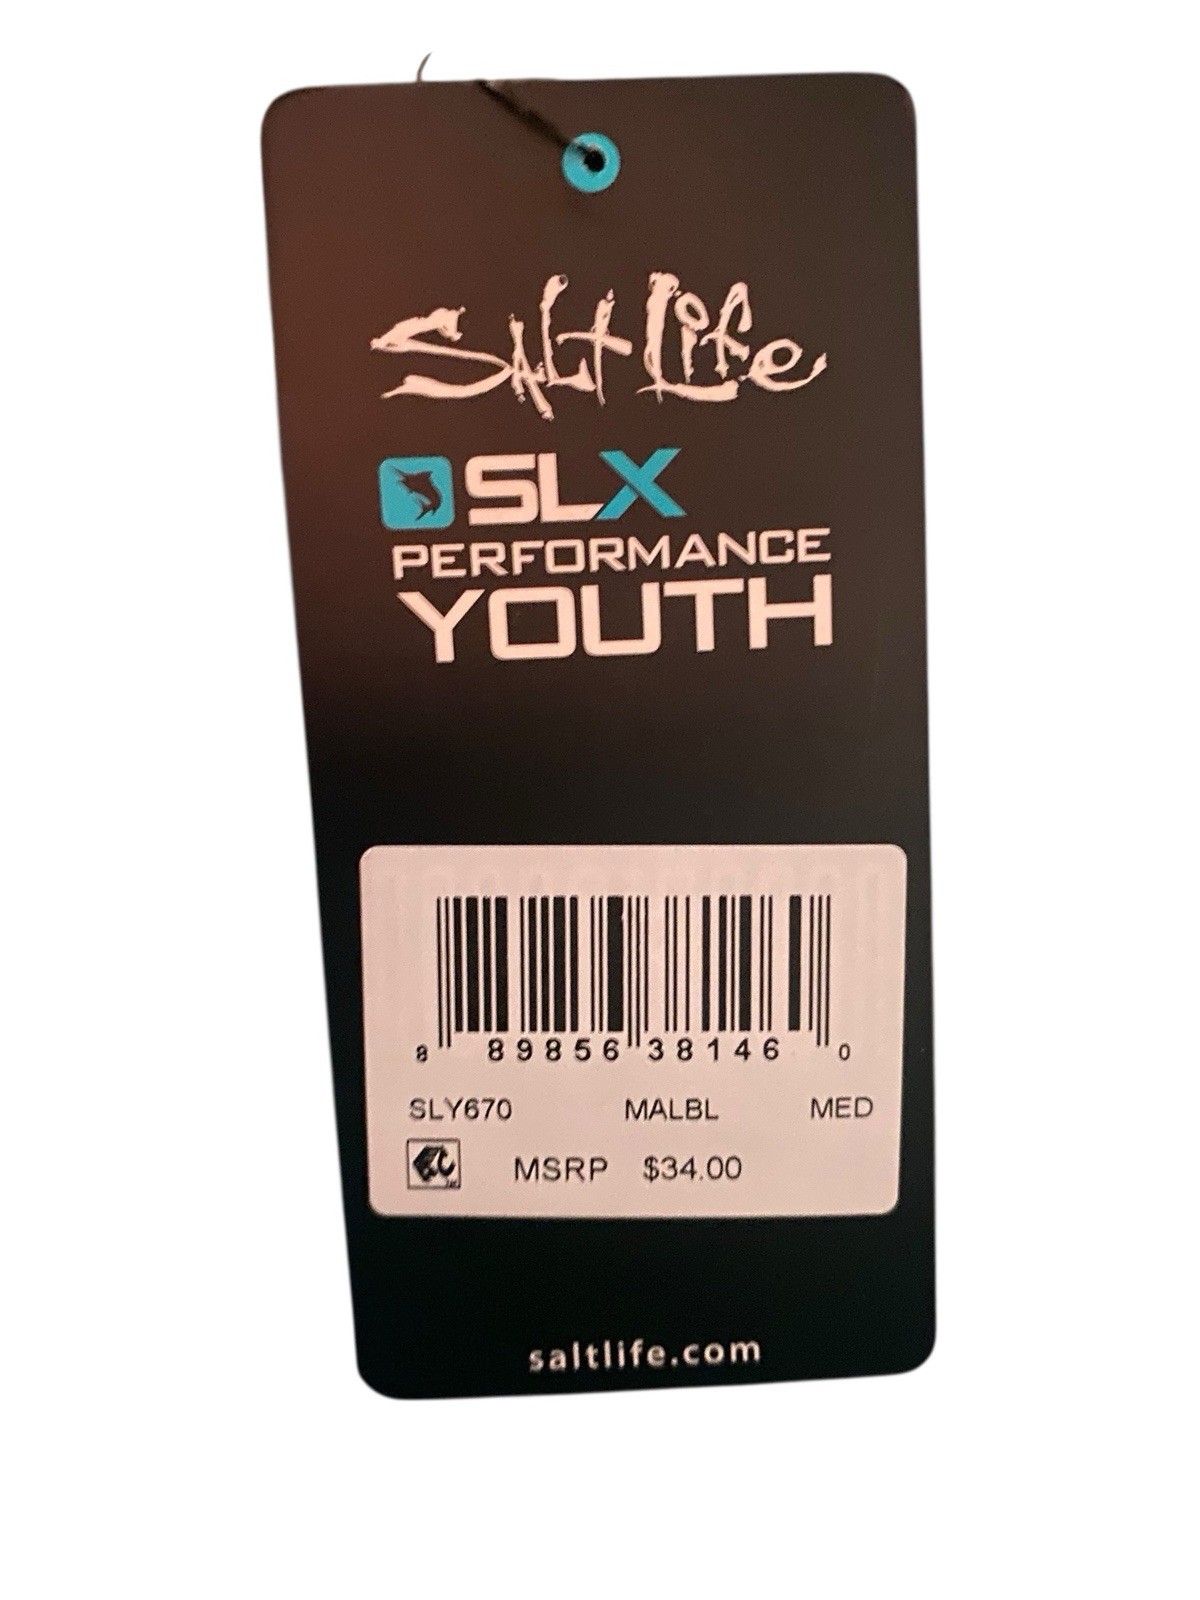 Salt Life
SLX
PERFORMANCE
YOUTH
8 89856 38146 0
SLY670 MALBL MED
MSRP $34.00
saltlife.com